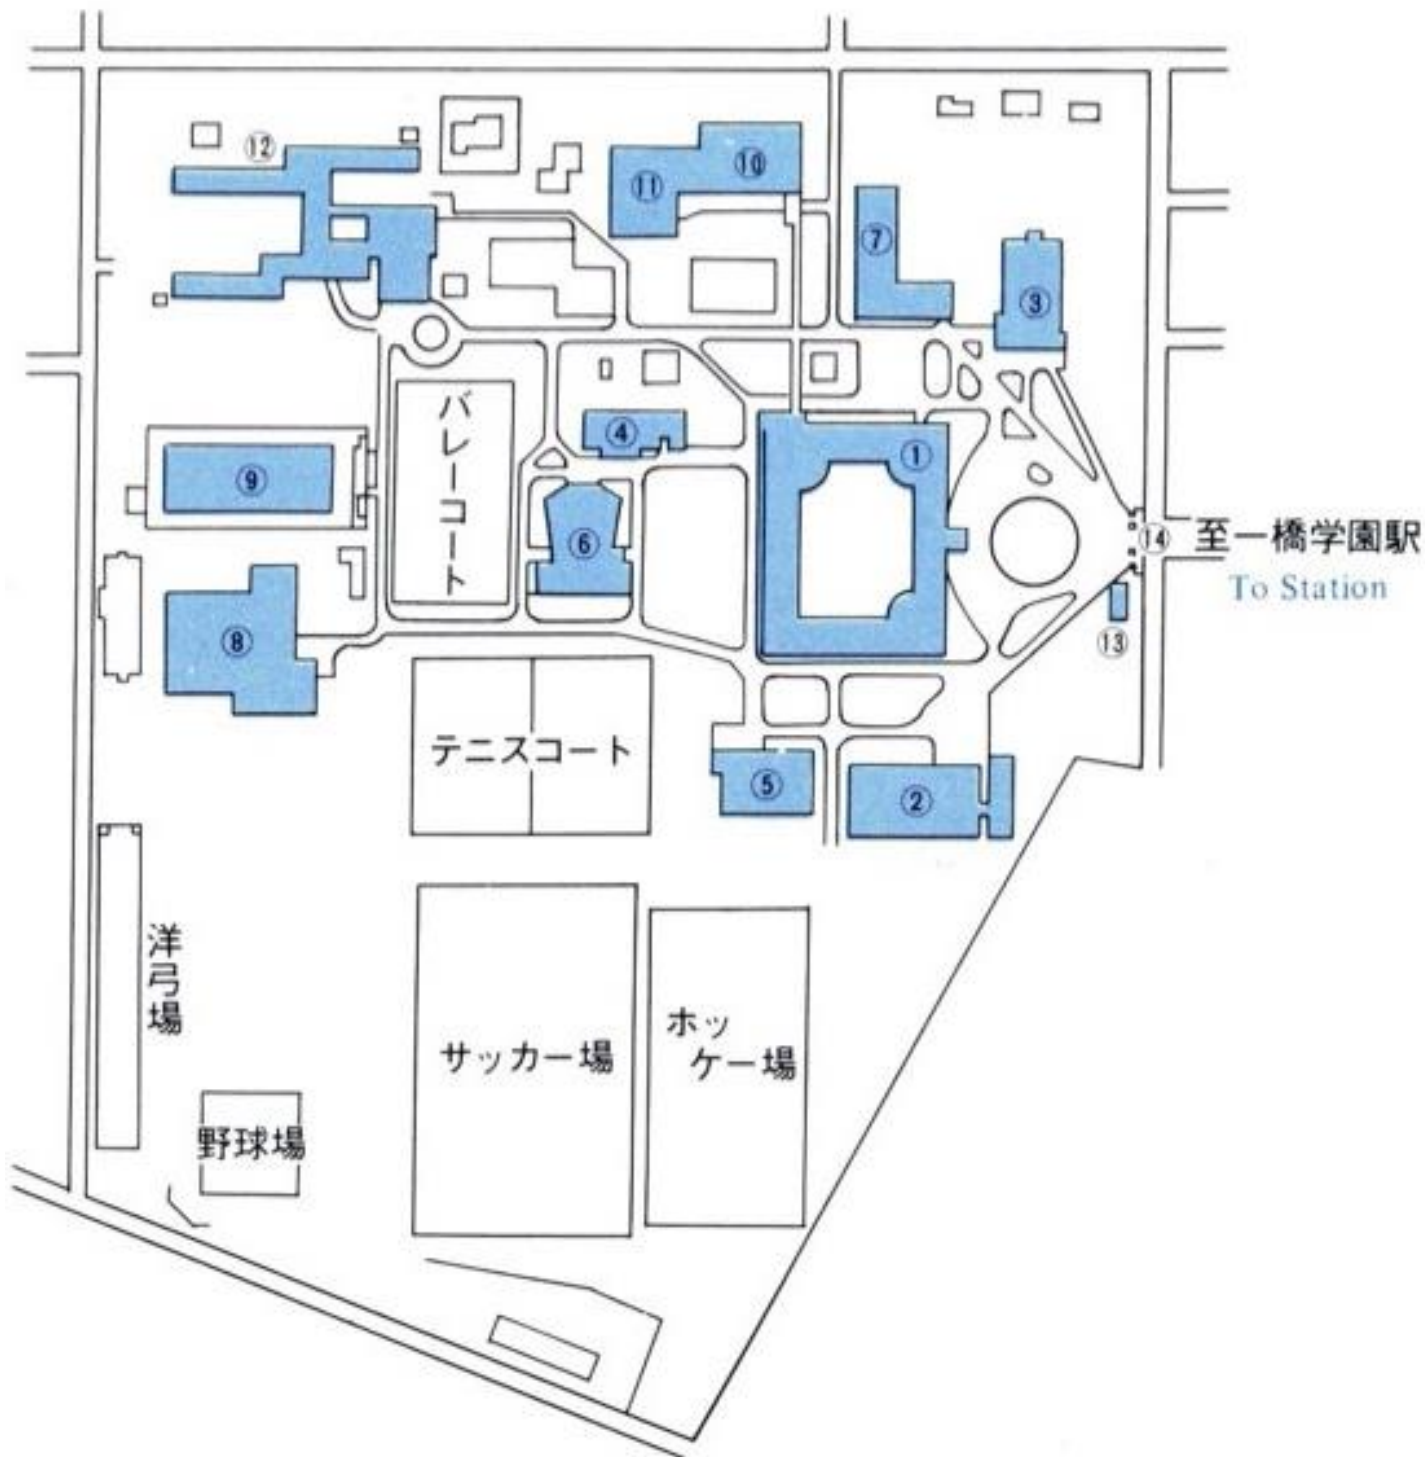 ⑫
⑩
⑪
⑦
③
バレーコート
④
①
⑨
⑥
⑭ 至一橋学園駅
To Station
⑧
⑬
テニスコート
⑤
②
洋弓場
サッカー場
ホッ
ケー場
野球場